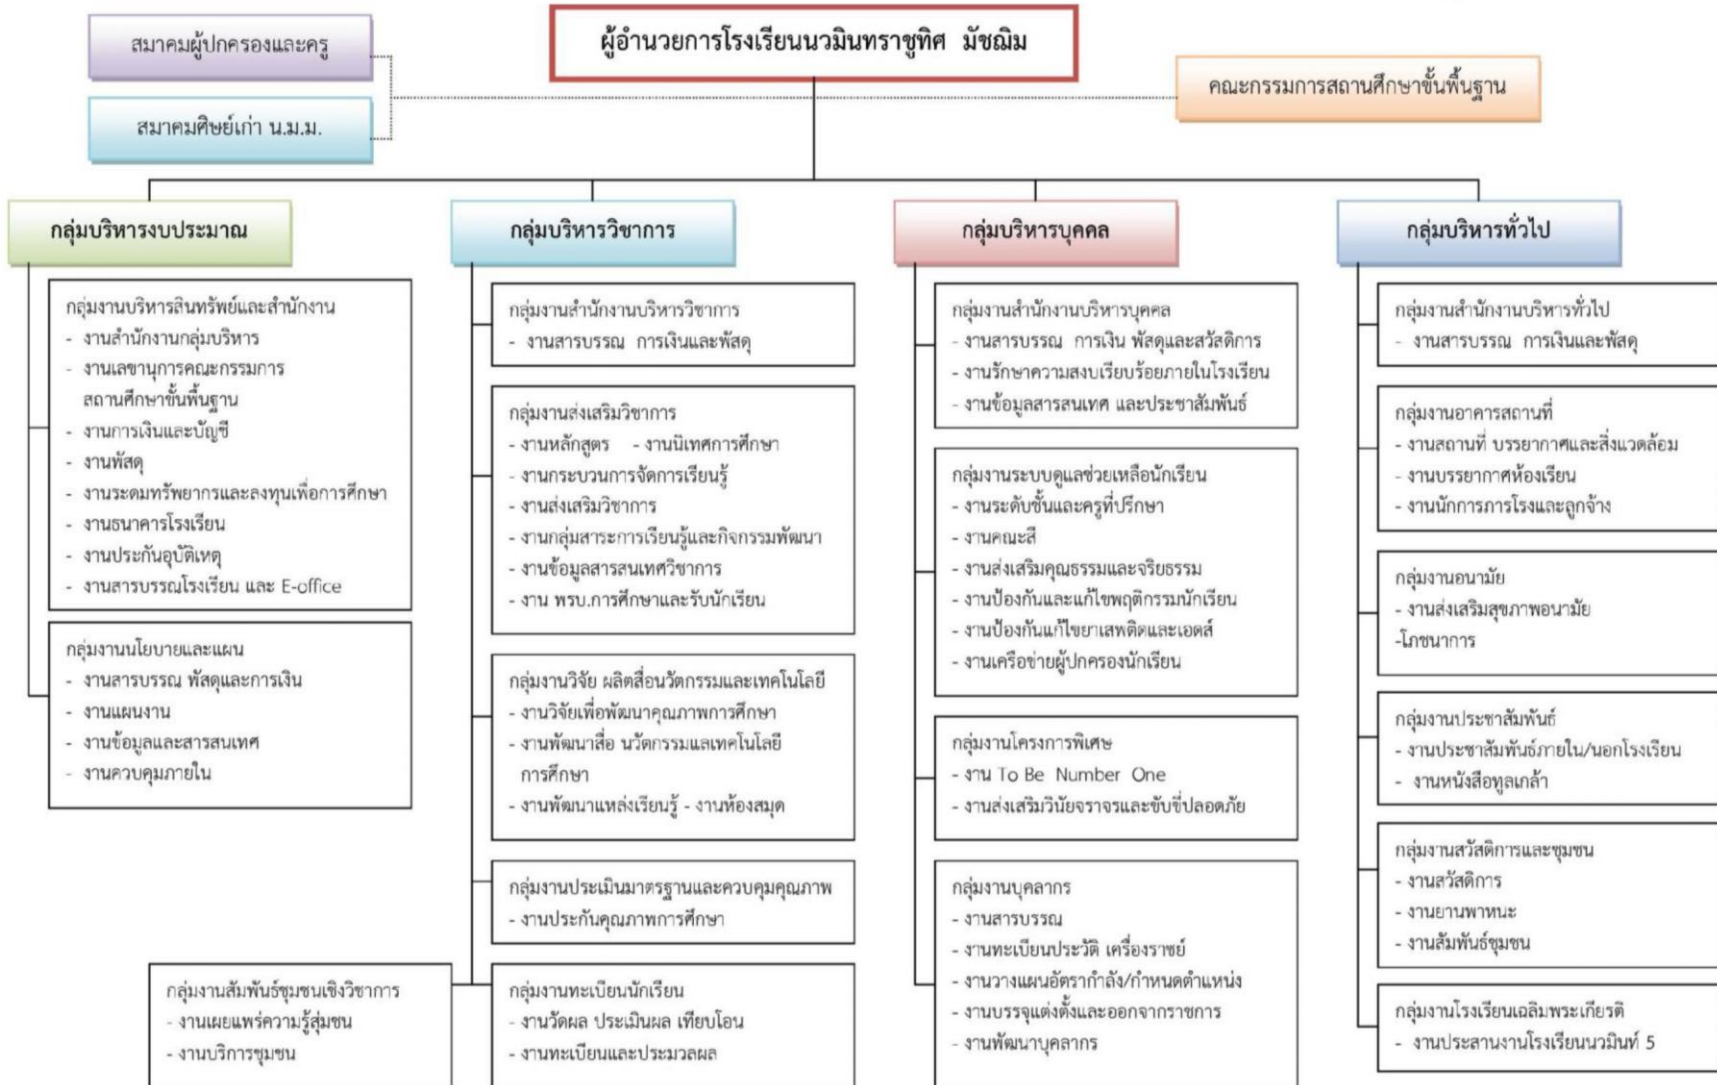 ผู้อำนวยการโรงเรียนนวมินทราชูทิศ มัชฌิม
สมาคมผู้ปกครองและครู
สมาคมศิษย์เก่า น.ม.ม.
คณะกรรมการสถานศึกษาขั้นพื้นฐาน
กลุ่มบริหารงบประมาณ
กลุ่มงานบริหารสินทรัพย์และสำนักงาน
- งานสำนักงานกลุ่มบริหาร
- งานเลขานุการคณะกรรมการ
สถานศึกษาขั้นพื้นฐาน
- งานการเงินและบัญชี
- งานพัสดุ
- งานระดมทรัพยากรและลงทุนเพื่อการศึกษา
- งานธนาคารโรงเรียน
- งานประกันอุบัติเหตุ
- งานสารบรรณโรงเรียน และ E-office
กลุ่มงานนโยบายและแผน
- งานสารบรรณ พัสดุและการเงิน
- งานแผนงาน
- งานข้อมูลและสารสนเทศ
- งานควบคุมภายใน
กลุ่มบริหารวิชาการ
กลุ่มงานสำนักงานบริหารวิชาการ
- งานสารบรรณ การเงินและพัสดุ
กลุ่มงานส่งเสริมวิชาการ
- งานหลักสูตร - งานนิเทศการศึกษา
- งานกระบวนการจัดการเรียนรู้
- งานส่งเสริมวิชาการ
- งานกลุ่มสาระการเรียนรู้และกิจกรรมพัฒนา
- งานข้อมูลสารสนเทศวิชาการ
- งาน พรบ.การศึกษาและรับนักเรียน
กลุ่มงานวิจัย ผลิตสื่อนวัตกรรมและเทคโนโลยี
- งานวิจัยเพื่อพัฒนาคุณภาพการศึกษา
- งานพัฒนาสื่อ นวัตกรรมแลเทคโนโลยี
การศึกษา
- งานพัฒนาแหล่งเรียนรู้ - งานห้องสมุด
กลุ่มงานประเมินมาตรฐานและควบคุมคุณภาพ
- งานประกันคุณภาพการศึกษา
กลุ่มงานสัมพันธ์ชุมชนเชิงวิชาการ
- งานเผยแพร่ความรู้สู่มชน
- งานบริการชุมชน
กลุ่มงานทะเบียนนักเรียน
- งานวัดผล ประเมินผล เทียบโอน
- งานทะเบียนและประมวลผล
กลุ่มบริหารบุคคล
กลุ่มงานสำนักงานบริหารบุคคล
- งานสารบรรณ การเงิน พัสดุและสวัสดิการ
- งานรักษาความสงบเรียบร้อยภายในโรงเรียน
- งานข้อมูลสารสนเทศ และประชาสัมพันธ์
กลุ่มงานระบบดูแลช่วยเหลือนักเรียน
- งานระดับชั้นและครูที่ปรึกษา
- งานคณะสี
- งานส่งเสริมคุณธรรมและจริยธรรม
- งานป้องกันและแก้ไขพฤติกรรมนักเรียน
- งานป้องกันแก้ไขยาเสพติดและเอดส์
- งานเครือข่ายผู้ปกครองนักเรียน
กลุ่มงานโครงการพิเศษ
- งาน To Be Number One
- งานส่งเสริมวินัยจราจรและขับขี่ปลอดภัย
กลุ่มงานบุคลากร
- งานสารบรรณ
- งานทะเบียนประวัติ เครื่องราชย์
- งานวางแผนอัตรากำลัง/กำหนดตำแหน่ง
- งานบรรจุแต่งตั้งและออกจากราชการ
- งานพัฒนาบุคลากร
กลุ่มบริหารทั่วไป
กลุ่มงานสำนักงานบริหารทั่วไป
- งานสารบรรณ การเงินและพัสดุ
กลุ่มงานอาคารสถานที่
- งานสถานที่ บรรยากาศและสิ่งแวดล้อม
- งานบรรยากาศห้องเรียน
- งานนักการภารโรงและลูกจ้าง
กลุ่มงานอนามัย
- งานส่งเสริมสุขภาพอนามัย
-โภชนาการ
กลุ่มงานประชาสัมพันธ์
- งานประชาสัมพันธ์ภายใน/นอกโรงเรียน
- งานหนังสือทูลเกล้า
กลุ่มงานสวัสดิการและชุมชน
- งานสวัสดิการ
- งานยานพาหนะ
- งานสัมพันธ์ชุมชน
กลุ่มงานโรงเรียนเฉลิมพระเกียรติ
- งานประสานงานโรงเรียนนวมินท์ 5